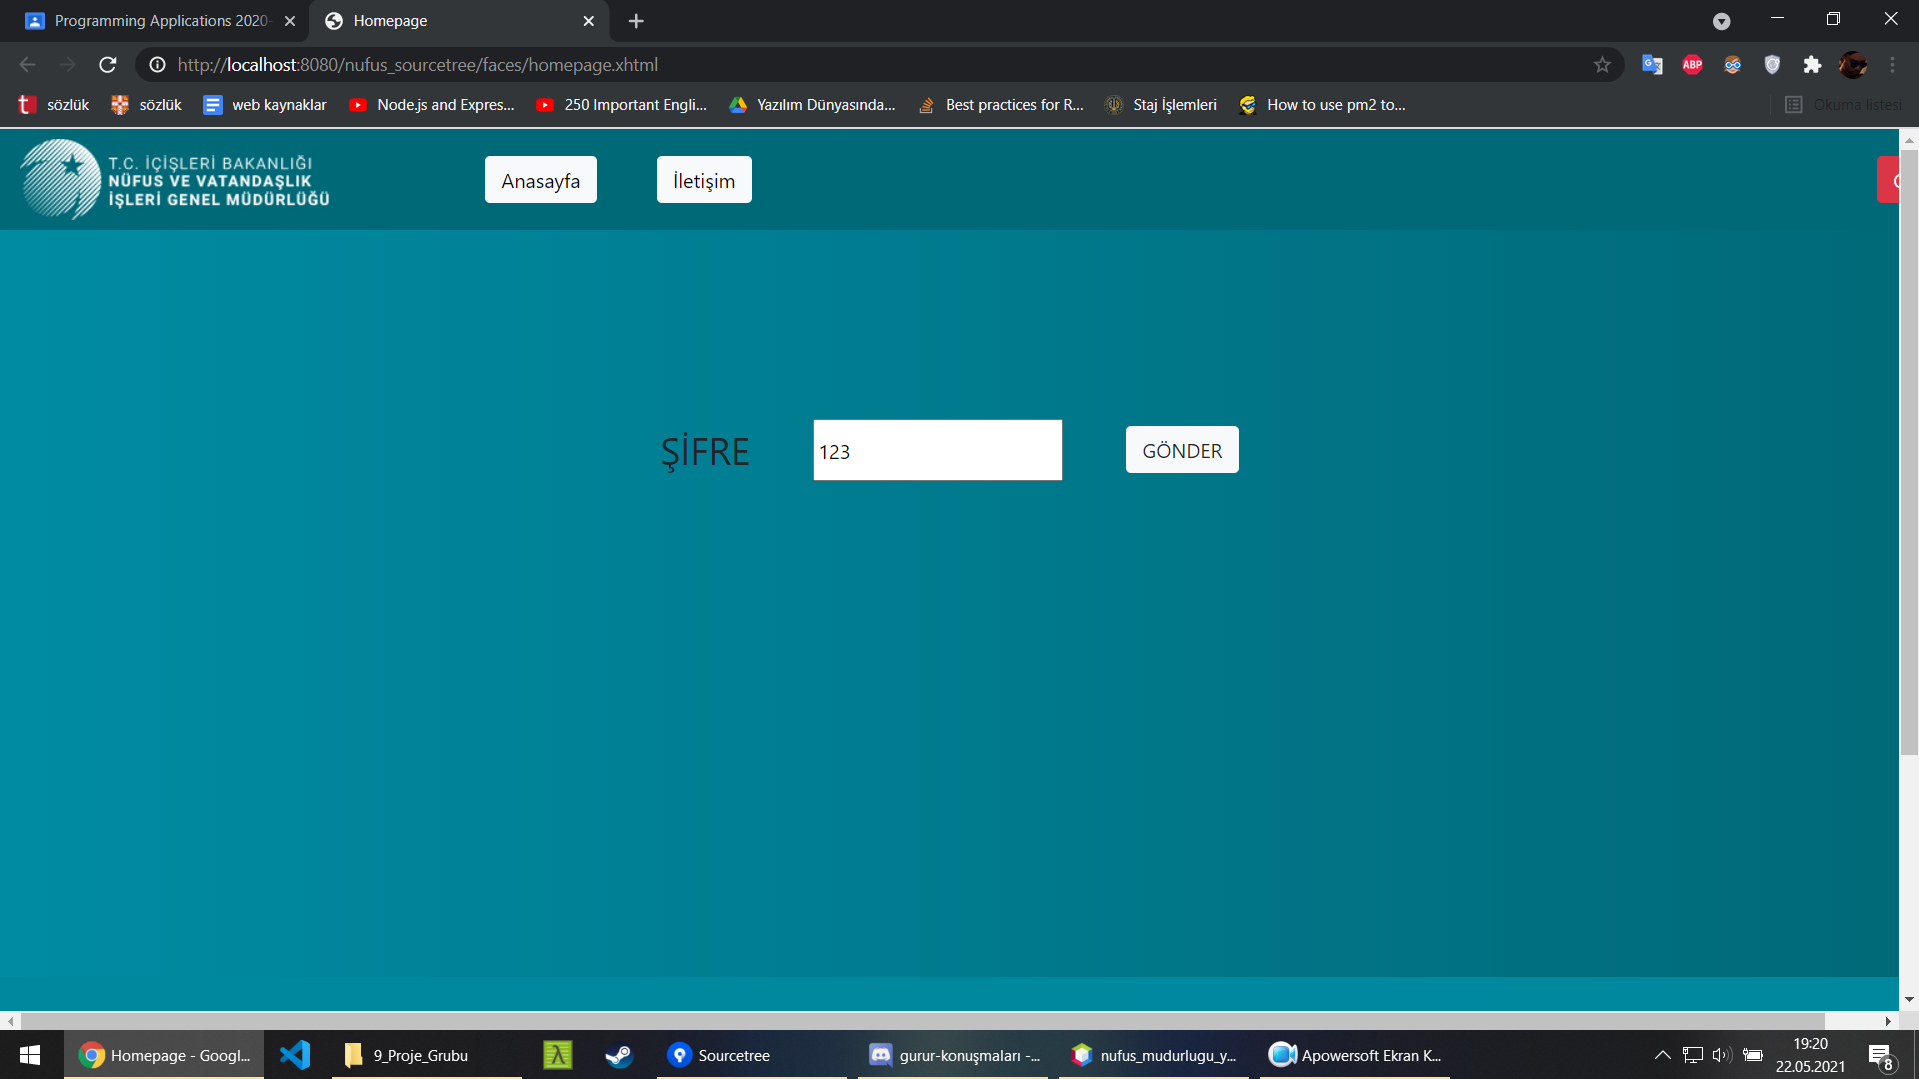 Programming Applications 2020-
Homepage
http://localhost:8080/nufus_sourcetree/faces/homepage.xhtml
ABP
sözlük
sözlük
web kaynaklar
Node.js and Expres...
250 Important Engli...
Yazılım Dünyasında...
Best practices for R...
Staj İşlemleri
How to use pm2 to...
Okuma listesi
T.C. İÇİŞLERİ BAKANLIĞI
NÜFUS VE VATANDAŞLIK
İŞLERİ GENEL MÜDÜRLÜĞÜ
Anasayfa
İletişim
ŞİFRE
123
GÖNDER
Homepage - Googl...
9_Proje_Grubu
Sourcetree
gurur-konuşmaları -...
nufus_mudurlugu_y...
Apowersoft Ekran K...
19:20
22.05.2021
8